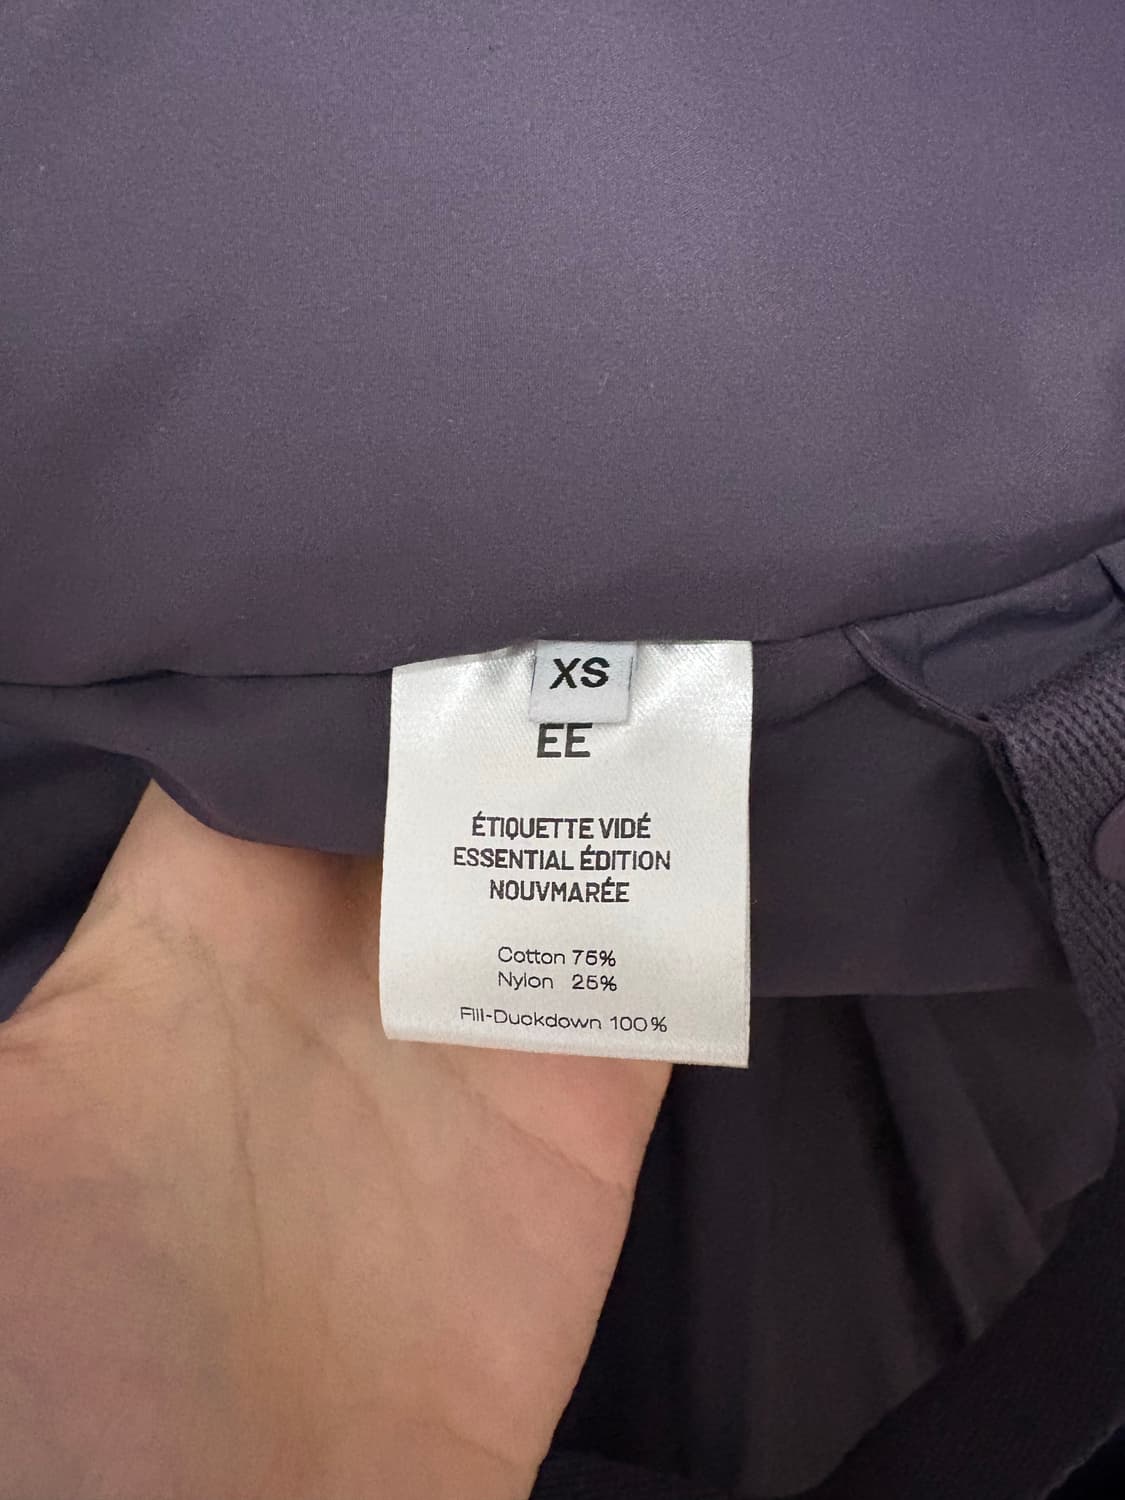 XS
EE
ÉTIQUETTE VIDÉ
ESSENTIAL ÉDITION
NOUVMARÉE
Cotton 75%
Nylon 25%
Fill-Duckdown 100%